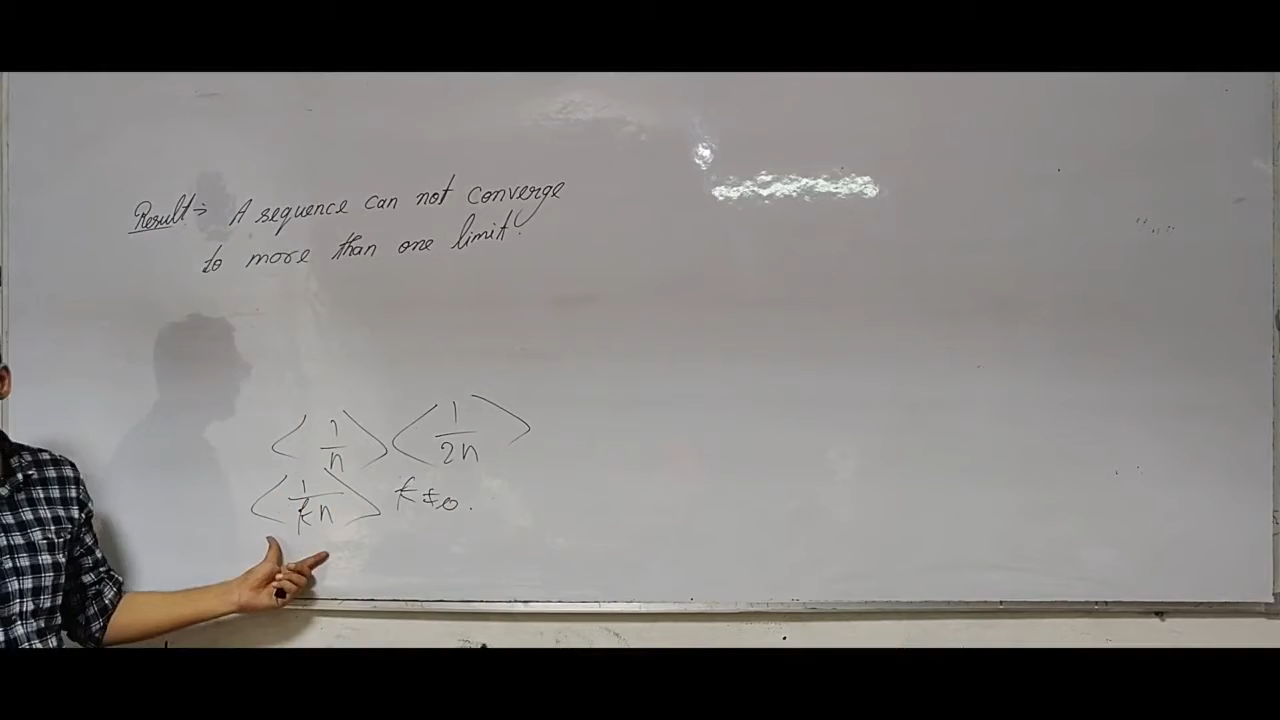 Result:- A sequence can not converge
to more than one limit.
<1/n> <1/2n>
<1/kn> k≠0.